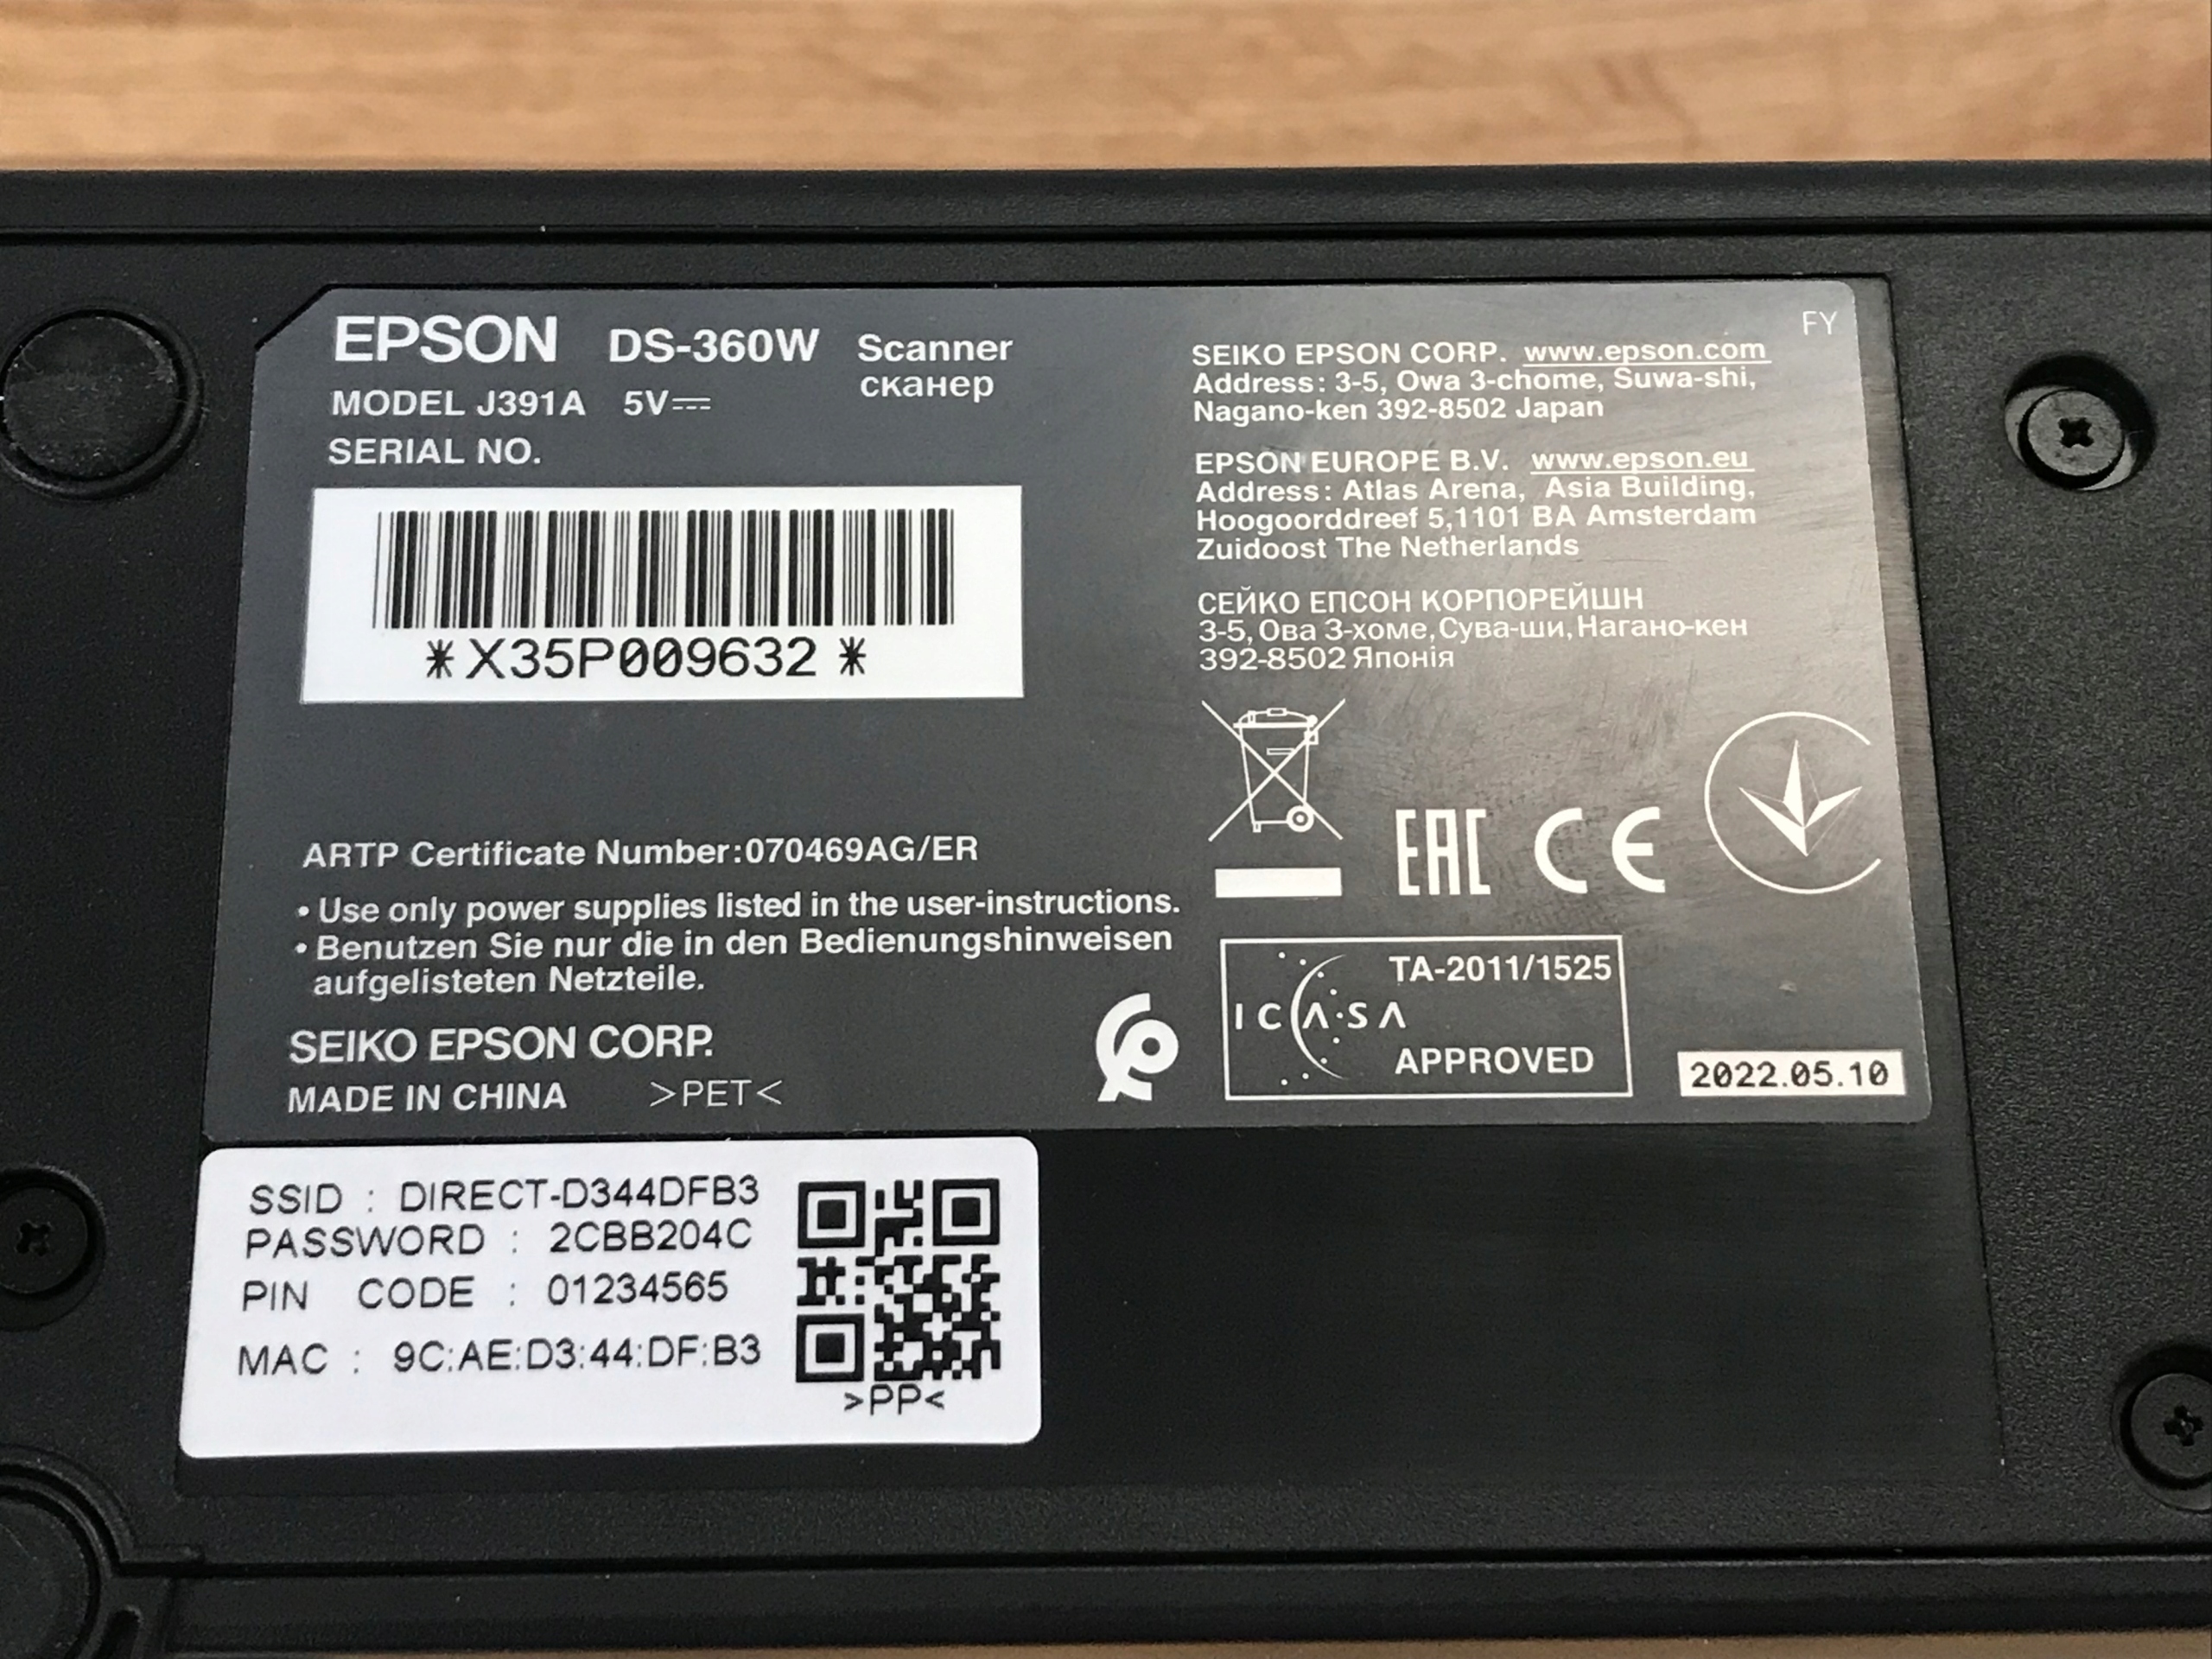 EPSON DS-360W Scanner
сканер
MODEL J391A 5V
SERIAL NO.
*X35P009632*
ARTP Certificate Number:070469AG/ER
• Use only power supplies listed in the user-instructions.
• Benutzen Sie nur die in den Bedienungshinweisen
aufgelisteten Netzteile.
SEIKO EPSON CORP.
MADE IN CHINA >PET<
FY
SEIKO EPSON CORP. www.epson.com
Address: 3-5, Owa 3-chome, Suwa-shi,
Nagano-ken 392-8502 Japan
EPSON EUROPE B.V. www.epson.eu
Address: Atlas Arena, Asia Building,
Hoogoorddreef 5,1101 BA Amsterdam
Zuidoost The Netherlands
СЕЙКО ЕПСОН КОРПОРЕЙШН
3-5, Ова 3-хоме, Сува-ши, Нагано-кен
392-8502 Японія
EAC CE
TA-2011/1525
ICASA
APPROVED
2022.05.10
SSID : DIRECT-D344DFB3
PASSWORD : 2CBB204C
PIN CODE : 01234565
MAC : 9C:AE:D3:44:DF:B3
>PP<